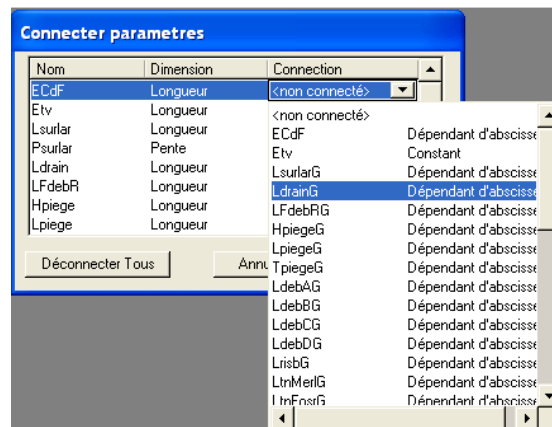 Connecter parametres
Nom Dimension Connection
ECdF Longueur <non connecté>
Etv Longueur
Lsurlar Longueur
Psurlar Pente
Ldrain Longueur
LFdebR Longueur
Hpiege Longueur
Lpiege Longueur
Déconnecter Tous Annu
<non connecté>
ECdF Dépendant d'abscisse
Etv Constant
LsurlarG Dépendant d'abscisse
LdrainG Dépendant d'abscisse
LFdebRG Dépendant d'abscisse
HpiegeG Dépendant d'abscisse
LpiegeG Dépendant d'abscisse
TpiegeG Dépendant d'abscisse
LdebAG Dépendant d'abscisse
LdebBG Dépendant d'abscisse
LdebCG Dépendant d'abscisse
LdebDG Dépendant d'abscisse
LrisbG Dépendant d'abscisse
LtnMerlG Dépendant d'abscisse
LtnFosrG Dépendant d'abscisse